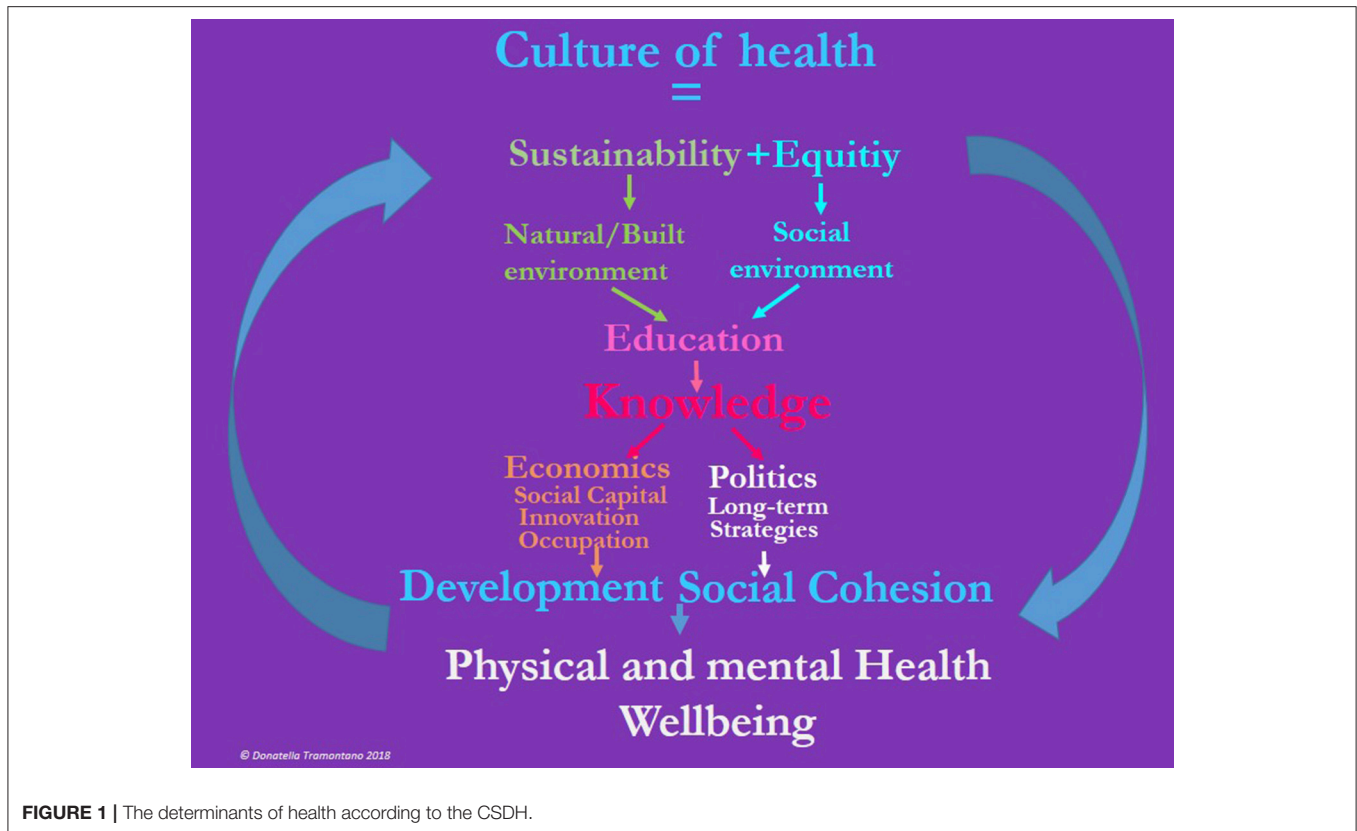 Culture of health
=
Sustainability +Equitiy
Natural/Built
environment
Social
environment
Education
Knowledge
Economics
Social Capital
Innovation
Occupation
Politics
Long-term
Strategies
Development Social Cohesion
Physical and mental Health
Wellbeing
© Donatella Tramontano 2018
FIGURE 1 | The determinants of health according to the CSDH.